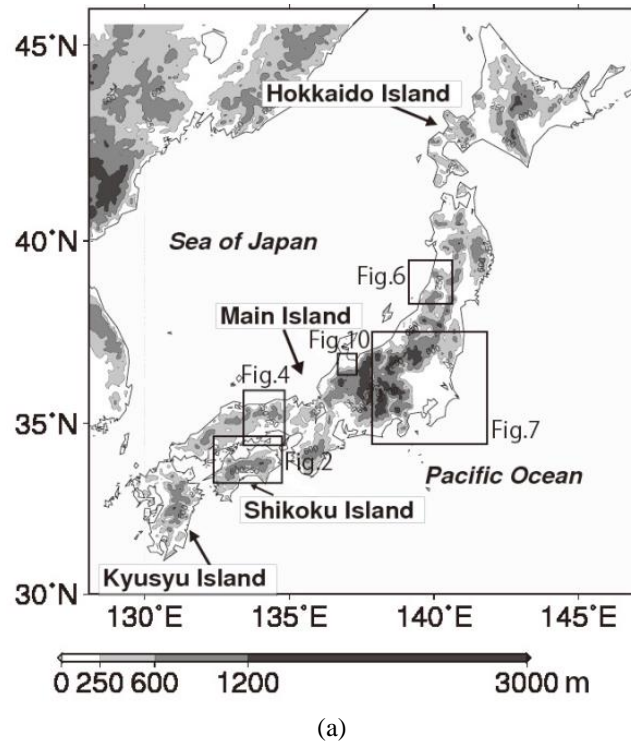 45°N
Hokkaido Island
40°N
Sea of Japan
Fig.6
Main Island
Fig.10
Fig.4
35°N
Fig.7
Fig.2
Pacific Ocean
Shikoku Island
Kyusyu Island
30°N
130°E 135°E 140°E 145°E
0 250 600 1200 3000 m
(a)